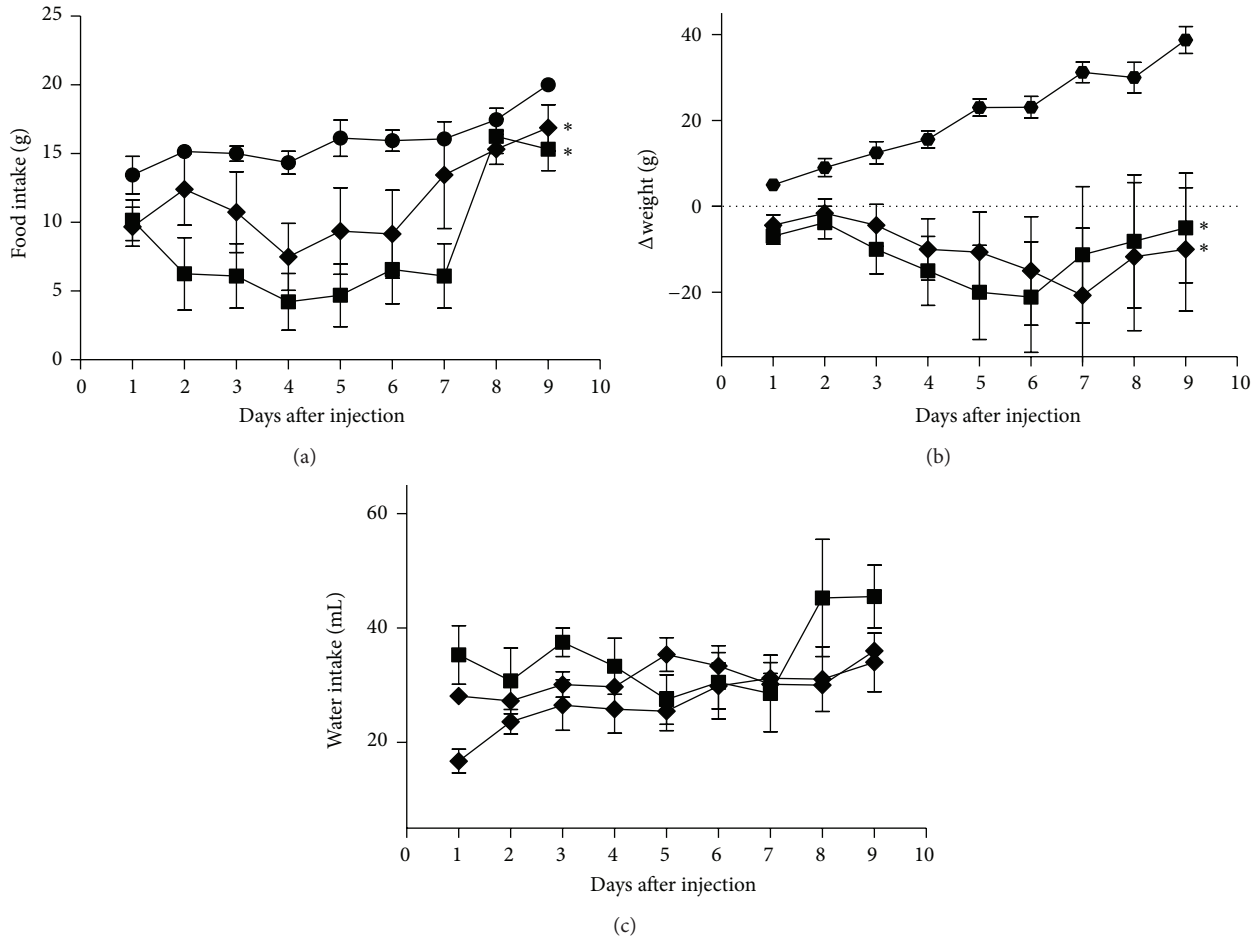 25
20
15
10
5
0
Food intake (g)
*
*
0 1 2 3 4 5 6 7 8 9 10
Days after injection
(a)
40
20
0
−20
Δweight (g)
*
*
0 1 2 3 4 5 6 7 8 9 10
Days after injection
(b)
60
40
20
Water intake (mL)
0 1 2 3 4 5 6 7 8 9 10
Days after injection
(c)